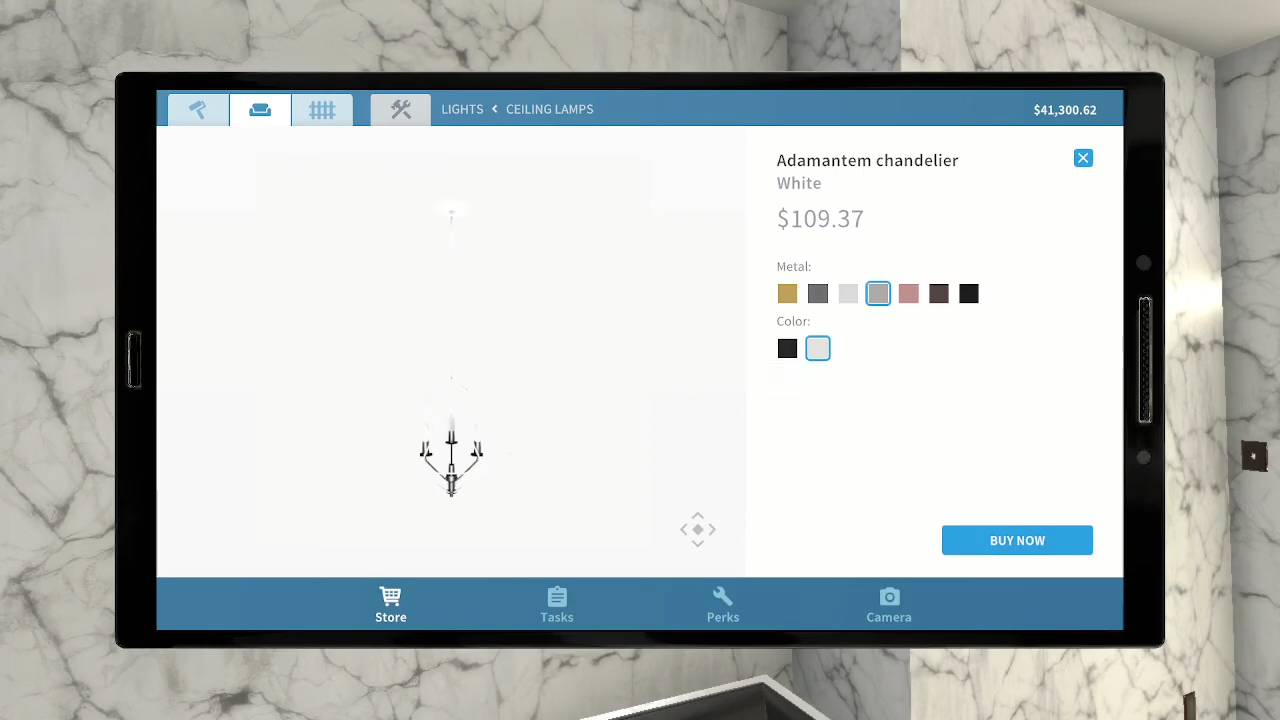 LIGHTS < CEILING LAMPS
$41,300.62
Adamantem chandelier
White
$109.37
Metal:
Color:
BUY NOW
Store
Tasks
Perks
Camera